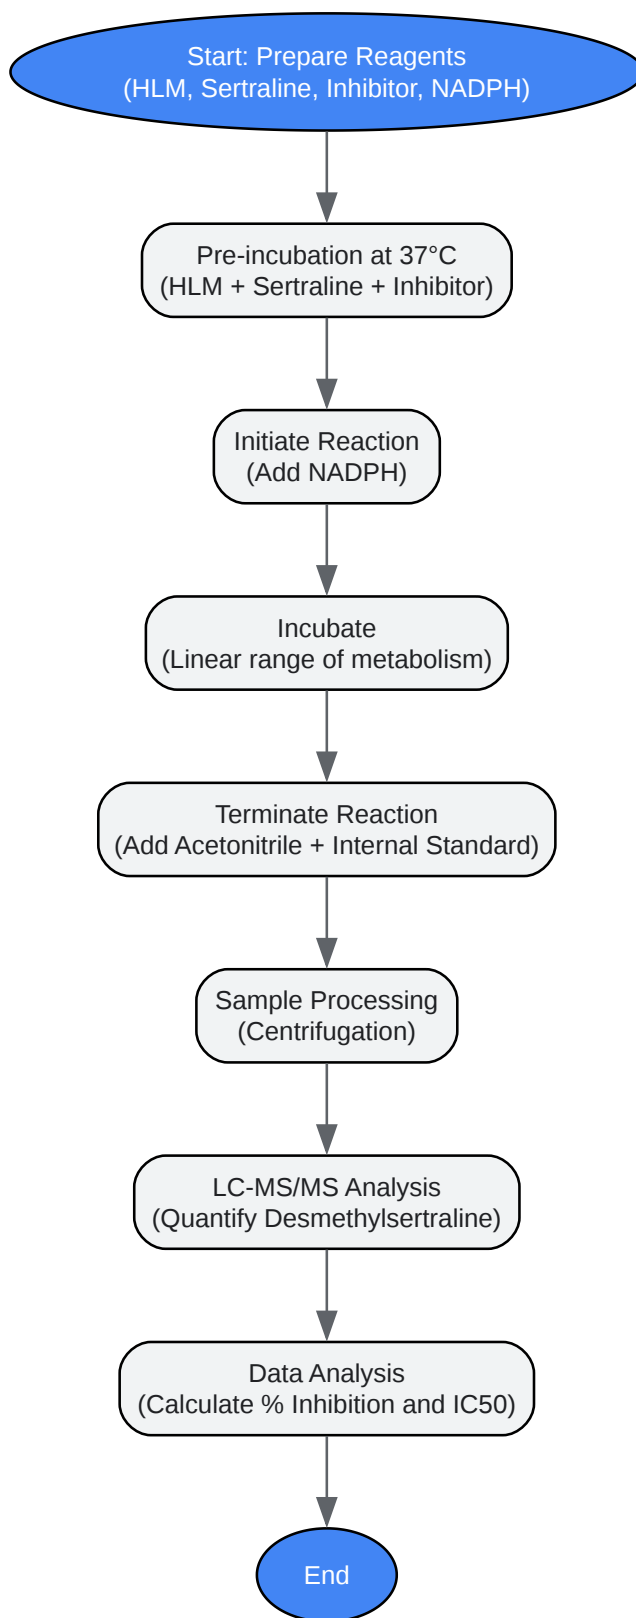 Start: Prepare Reagents
(HLM, Sertraline, Inhibitor, NADPH)
Pre-incubation at 37°C
(HLM + Sertraline + Inhibitor)
Initiate Reaction
(Add NADPH)
Incubate
(Linear range of metabolism)
Terminate Reaction
(Add Acetonitrile + Internal Standard)
Sample Processing
(Centrifugation)
LC-MS/MS Analysis
(Quantify Desmethylsertraline)
Data Analysis
(Calculate % Inhibition and IC50)
End